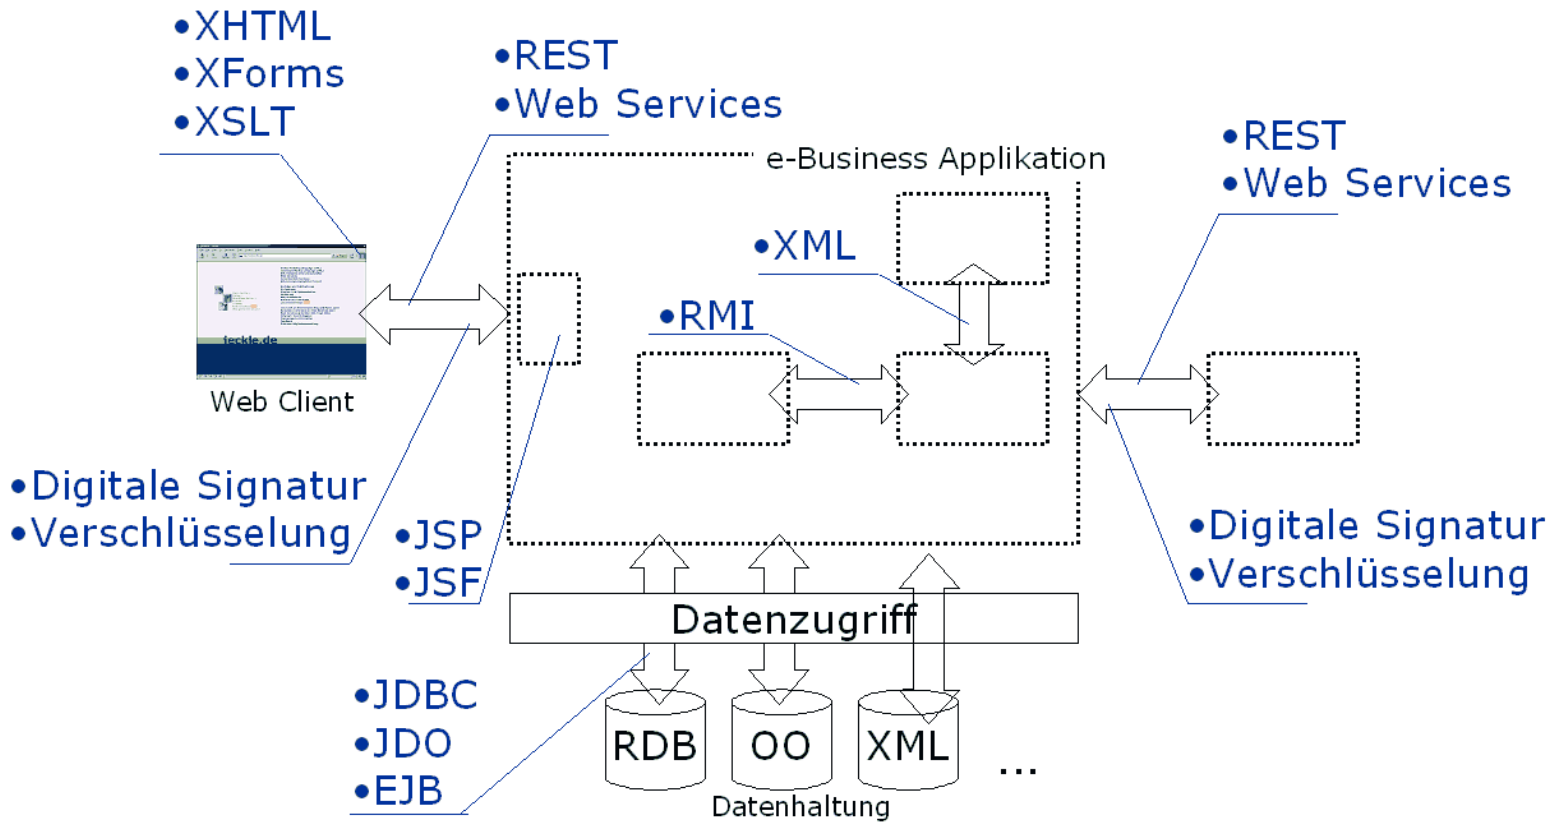 •XHTML
•XForms
•XSLT
•REST
•Web Services
e-Business Applikation
•REST
•Web Services
•XML
•RMI
jeckle.de
Web Client
•Digitale Signatur
•Verschlüsselung
•JSP
•JSF
•Digitale Signatur
•Verschlüsselung
Datenzugriff
•JDBC
•JDO
•EJB
RDB
OO
XML
...
Datenhaltung